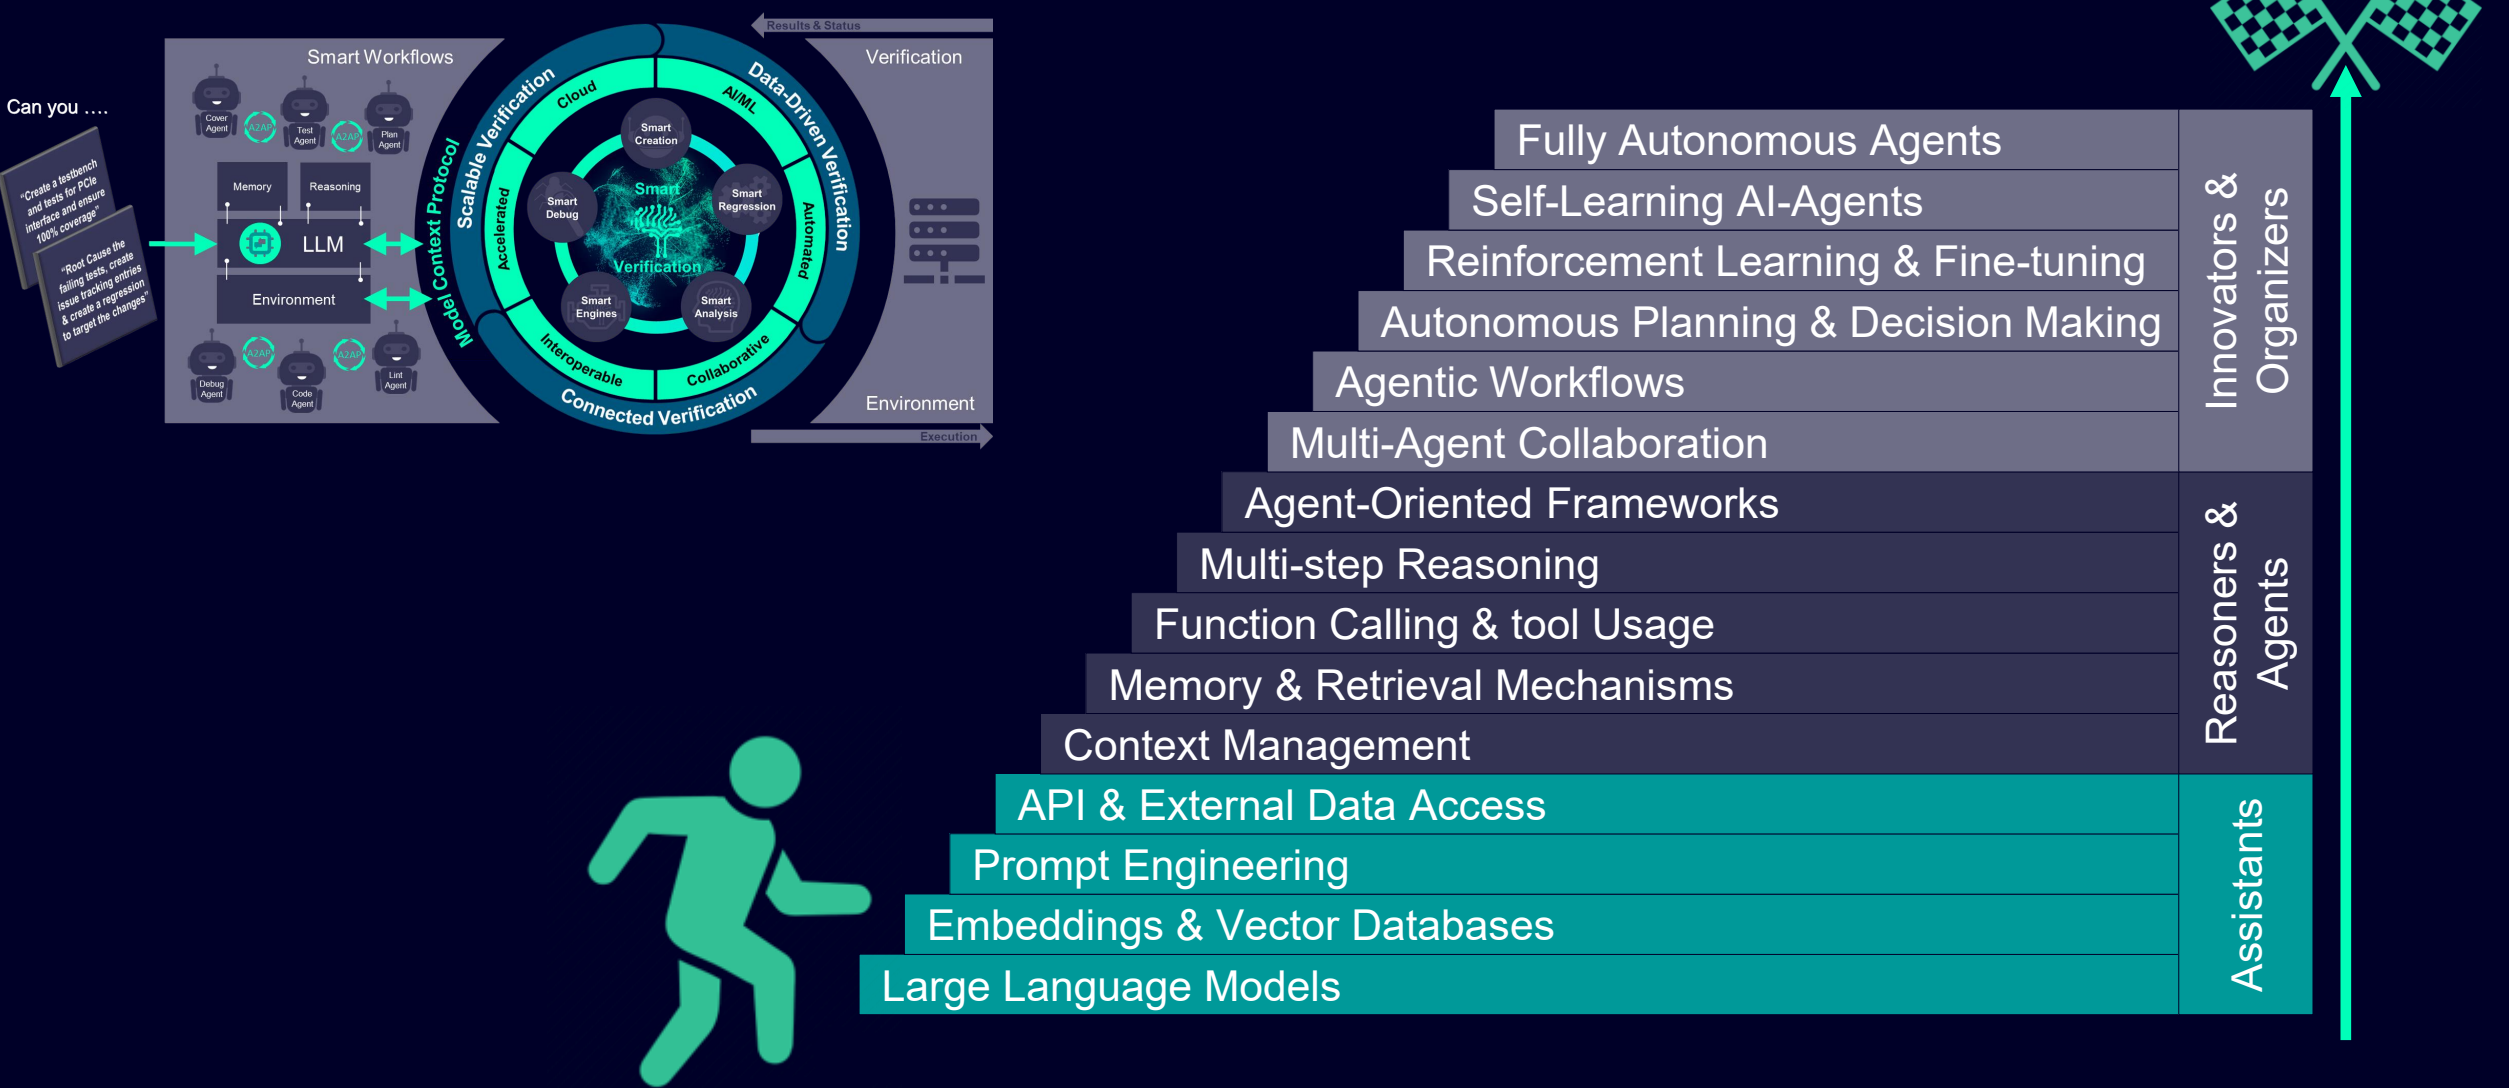 Results & Status
Smart Workflows
Verification
Can you ....
Cover
Agent
A2AP
Test
Agent
A2AP
Plan
Agent
Memory
Reasoning
LLM
Environment
Debug
Agent
A2AP
Code
Agent
A2AP
Lint
Agent
"Create a testbench
and tests for PCIe
interface and ensure
100% coverage"
"Root Cause the
failing tests, create
issue tracking entries
& create a regression
to target the changes"
Model Context Protocol
Scalable Verification
Data-Driven Verification
Connected Verification
Cloud
AI/ML
Automated
Collaborative
Interoperable
Accelerated
Smart
Creation
Smart
Regression
Smart
Analysis
Smart
Engines
Smart
Debug
Smart
Verification
Environment
Execution
Fully Autonomous Agents
Self-Learning AI-Agents
Reinforcement Learning & Fine-tuning
Autonomous Planning & Decision Making
Agentic Workflows
Multi-Agent Collaboration
Innovators &
Organizers
Agent-Oriented Frameworks
Multi-step Reasoning
Function Calling & tool Usage
Memory & Retrieval Mechanisms
Context Management
Reasoners &
Agents
API & External Data Access
Prompt Engineering
Embeddings & Vector Databases
Large Language Models
Assistants